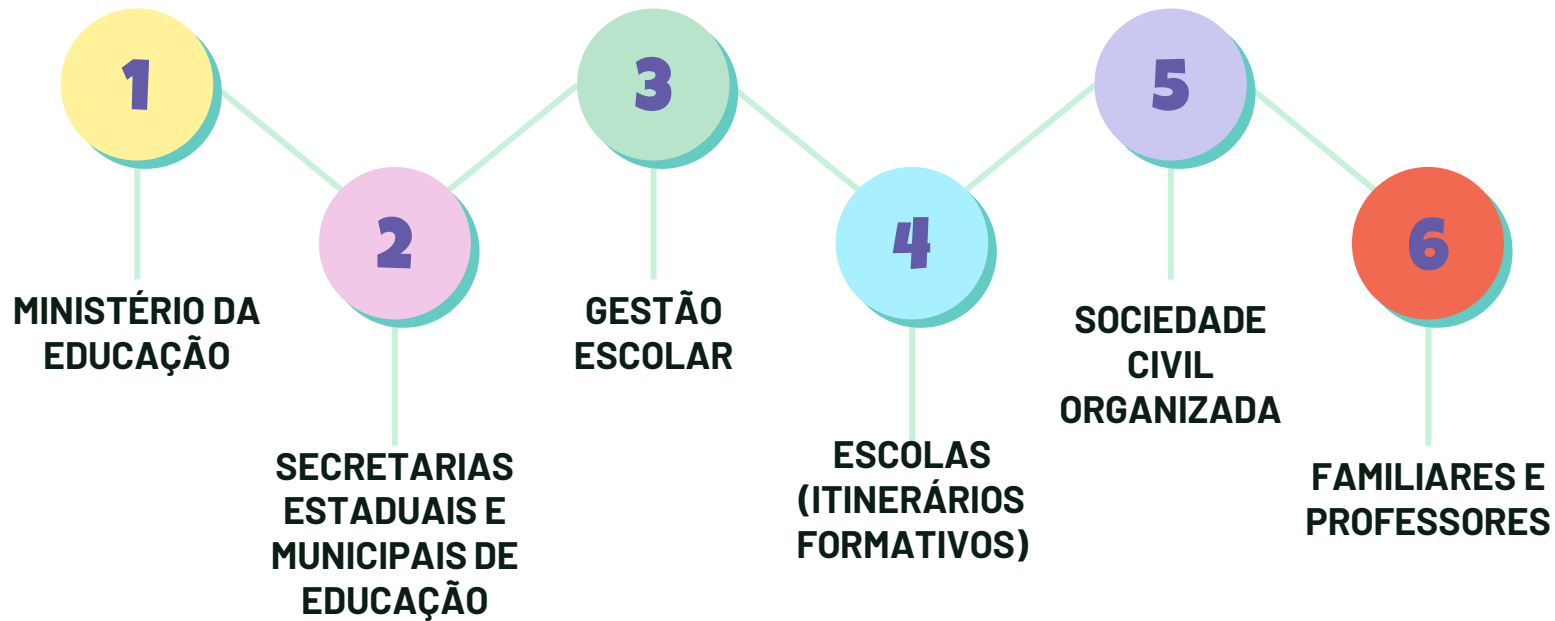 1
MINISTÉRIO DA
EDUCAÇÃO
2
SECRETARIAS
ESTADUAIS E
MUNICIPAIS DE
EDUCAÇÃO
3
GESTÃO
ESCOLAR
4
ESCOLAS
(ITINERÁRIOS
FORMATIVOS)
5
SOCIEDADE
CIVIL
ORGANIZADA
6
FAMILIARES E
PROFESSORES